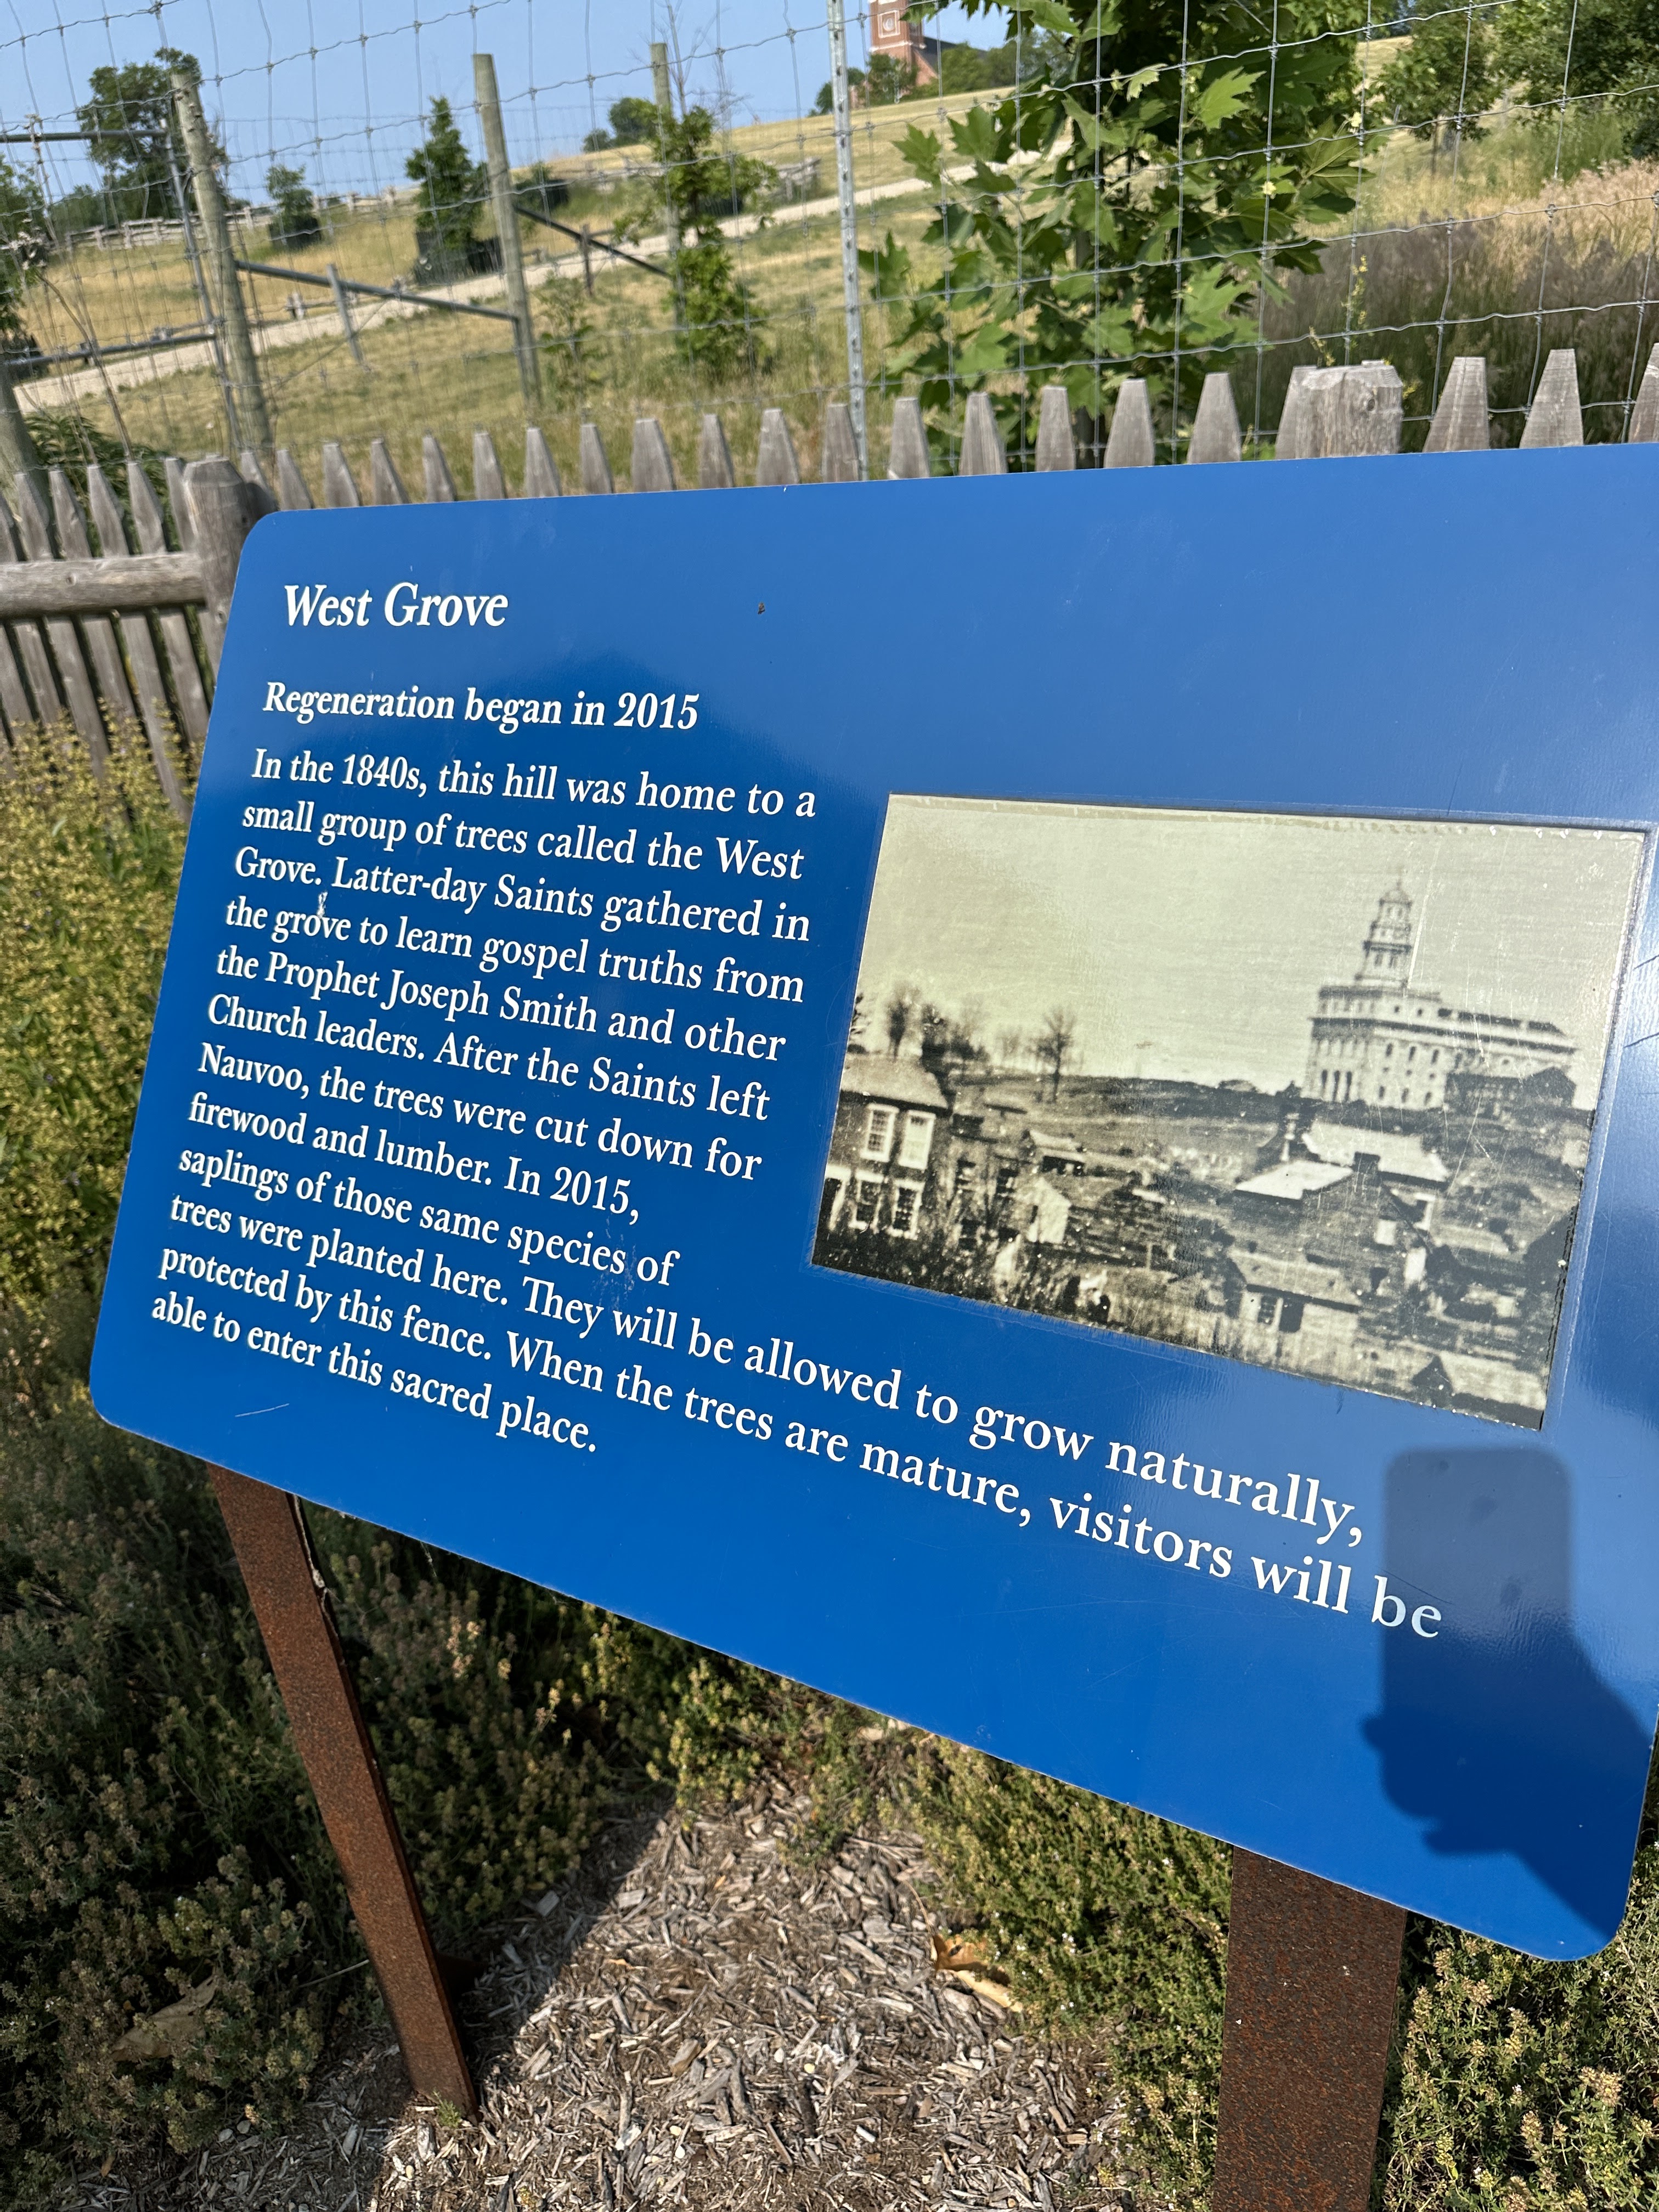 West Grove
Regeneration began in 2015
In the 1840s, this hill was home to a
small group of trees called the West
Grove. Latter-day Saints gathered in
the grove to learn gospel truths from
the Prophet Joseph Smith and other
Church leaders. After the Saints left
Nauvoo, the trees were cut down for
firewood and lumber. In 2015,
saplings of those same species of
trees were planted here. They will be allowed to grow naturally,
protected by this fence. When the trees are mature, visitors will be
able to enter this sacred place.